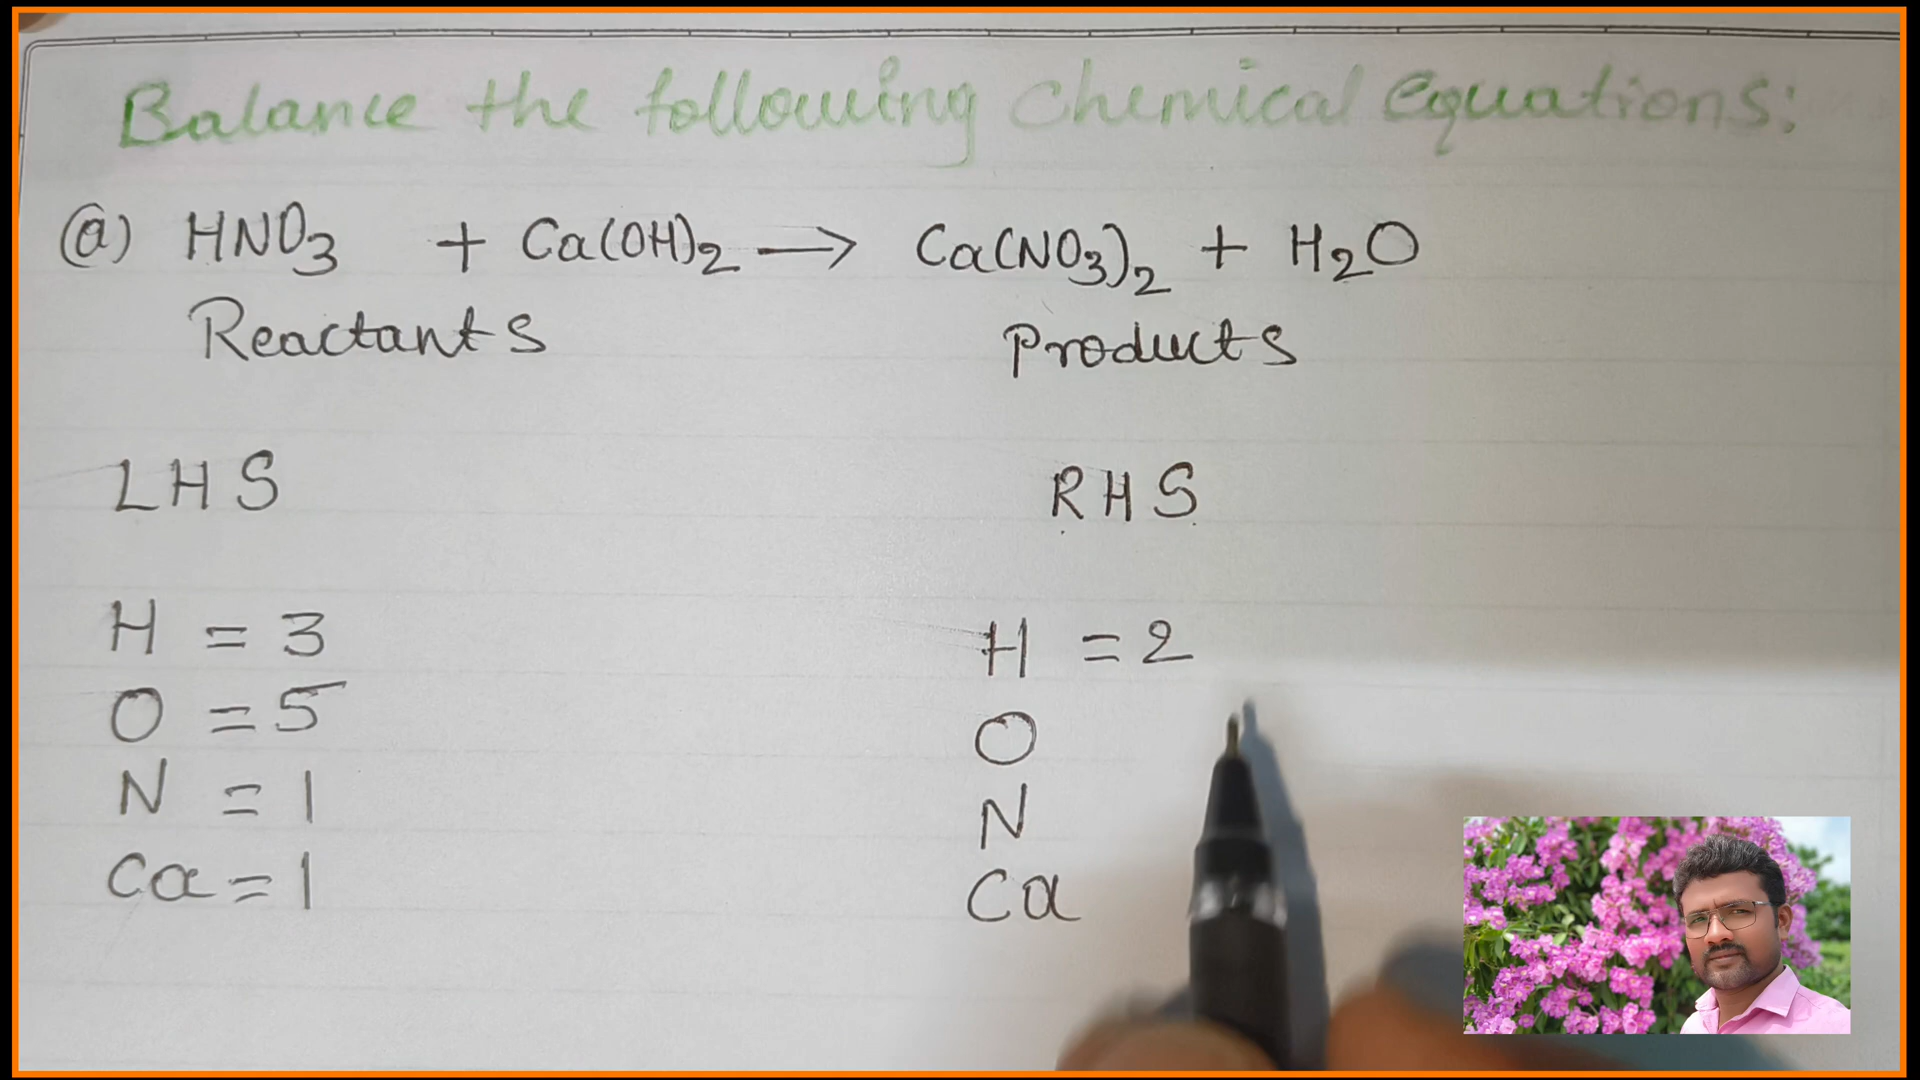 Balance the following Chemical equations:
(a) HNO3 + Ca(OH)2 → Ca(NO3)2 + H2O
Reactants Products
LHS RHS
H = 3 H = 2
O = 5 O
N = 1 N
Ca = 1 Ca